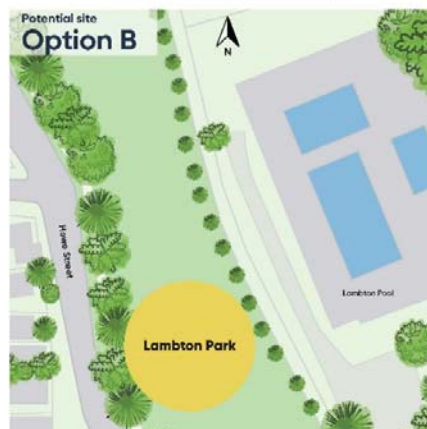 Potential site
Option B
N
Howe Street
Lambton Pool
Lambton Park